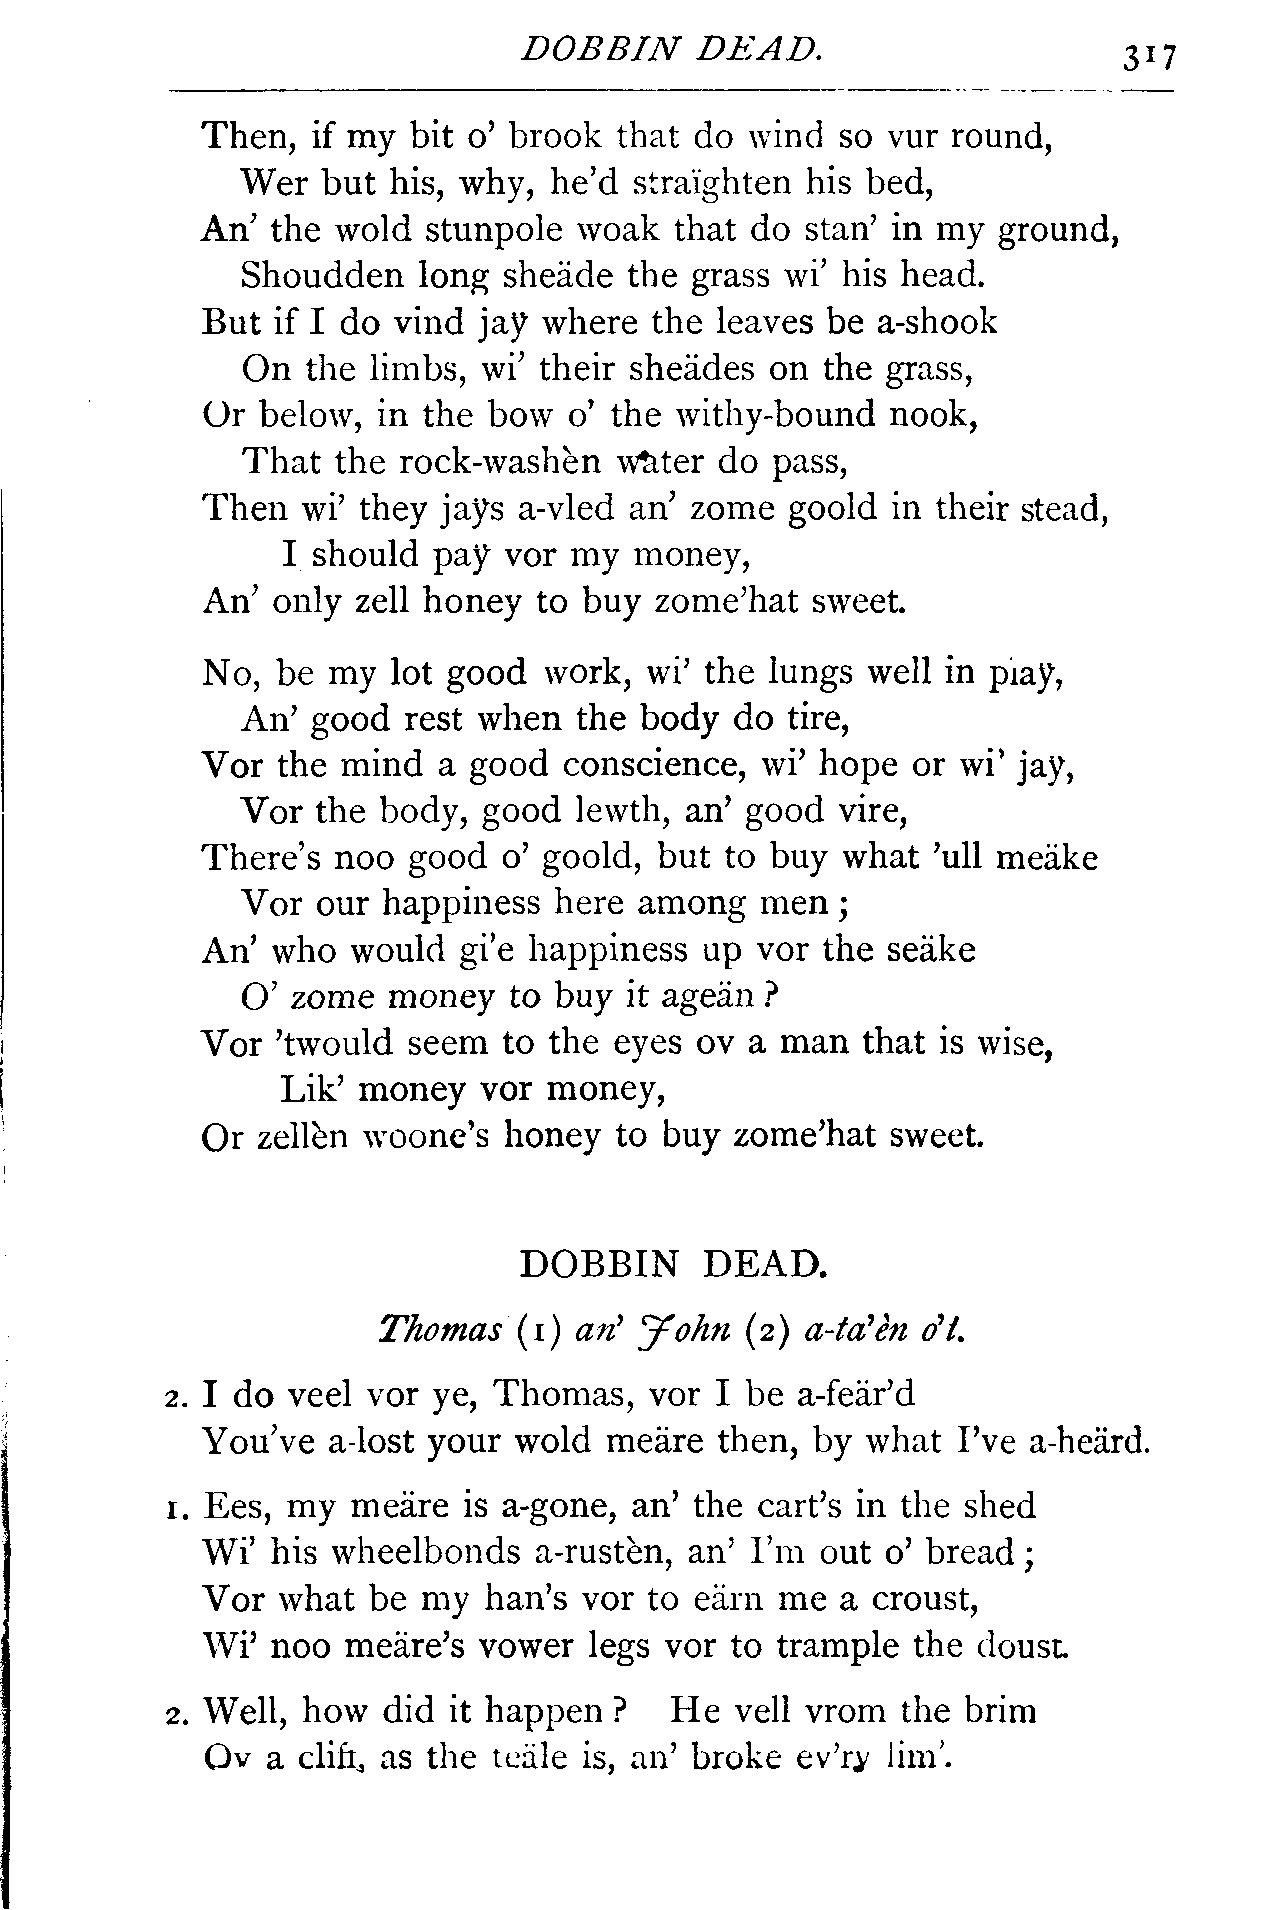 DOBBIN DEAD. 317
Then, if my bit o’ brook that do wind so vur round,
Wer but his, why, he’d straïghten his bed,
An’ the wold stunpole woak that do stan’ in my ground,
Shoudden long sheäde the grass wi’ his head.
But if I do vind jaÿ where the leaves be a-shook
On the limbs, wi’ their sheädes on the grass,
Or below, in the bow o’ the withy-bound nook,
That the rock-washèn water do pass,
Then wi’ they jaÿs a-vled an’ zome goold in their stead,
I should paÿ vor my money,
An’ only zell honey to buy zome’hat sweet.
No, be my lot good work, wi’ the lungs well in plaÿ,
An’ good rest when the body do tire,
Vor the mind a good conscience, wi’ hope or wi’ jaÿ,
Vor the body, good lewth, an’ good vire,
There’s noo good o’ goold, but to buy what ’ull meäke
Vor our happiness here among men ;
An’ who would gi’e happiness up vor the seäke
O’ zome money to buy it ageän ?
Vor ’twould seem to the eyes ov a man that is wise,
Lik’ money vor money,
Or zellèn woone’s honey to buy zome’hat sweet.
DOBBIN DEAD.
Thomas (1) an’ John (2) a-ta’èn o’t.
2. I do veel vor ye, Thomas, vor I be a-feär’d
You’ve a-lost your wold meäre then, by what I’ve a-heärd.
1. Ees, my meäre is a-gone, an’ the cart’s in the shed
Wi’ his wheelbonds a-rustèn, an’ I’m out o’ bread ;
Vor what be my han’s vor to eärn me a croust,
Wi’ noo meäre’s vower legs vor to trample the doust.
2. Well, how did it happen ? He vell vrom the brim
Ov a clift, as the teäle is, an’ broke ev’ry lim’.